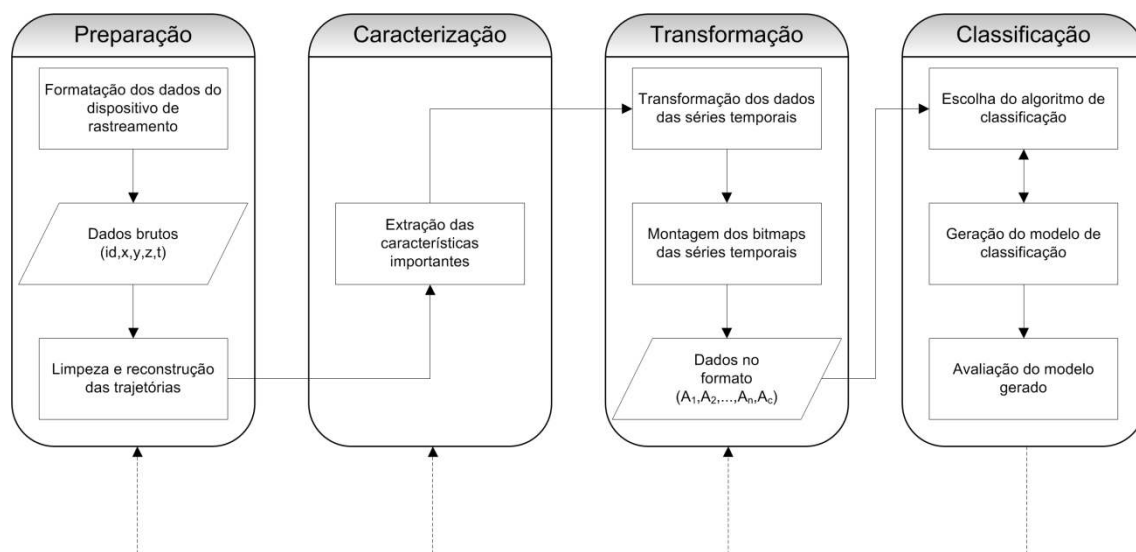 Preparação
Formatação dos dados do
dispositivo de
rastreamento
Dados brutos
(id,x,y,z,t)
Limpeza e reconstrução
das trajetórias
Caracterização
Extração das
características
importantes
Transformação
Transformação dos dados
das séries temporais
Montagem dos bitmaps
das séries temporais
Dados no
formato
(A₁,A₂,...,Aₙ,A꜀)
Classificação
Escolha do algoritmo de
classificação
Geração do modelo de
classificação
Avaliação do modelo
gerado